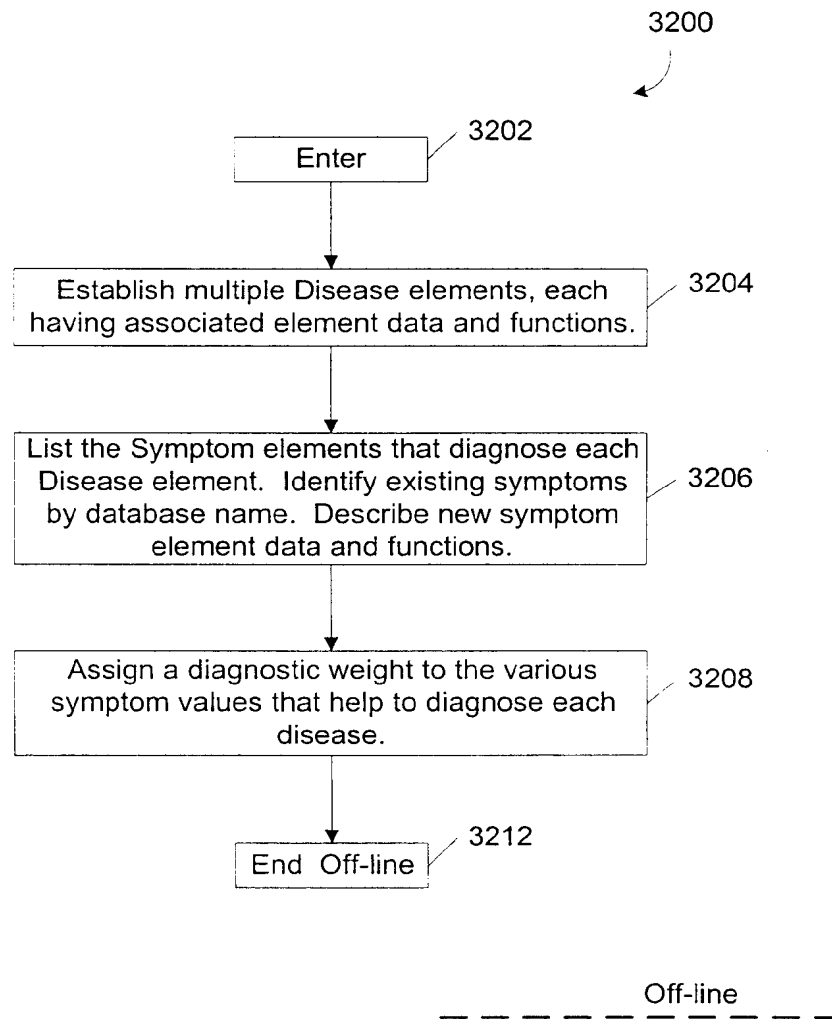 3200
3202
Enter
3204
Establish multiple Disease elements, each
having associated element data and functions.
List the Symptom elements that diagnose each
Disease element. Identify existing symptoms
by database name. Describe new symptom
element data and functions.
3206
Assign a diagnostic weight to the various
symptom values that help to diagnose each
disease.
3208
3212
End Off-line
Off-line